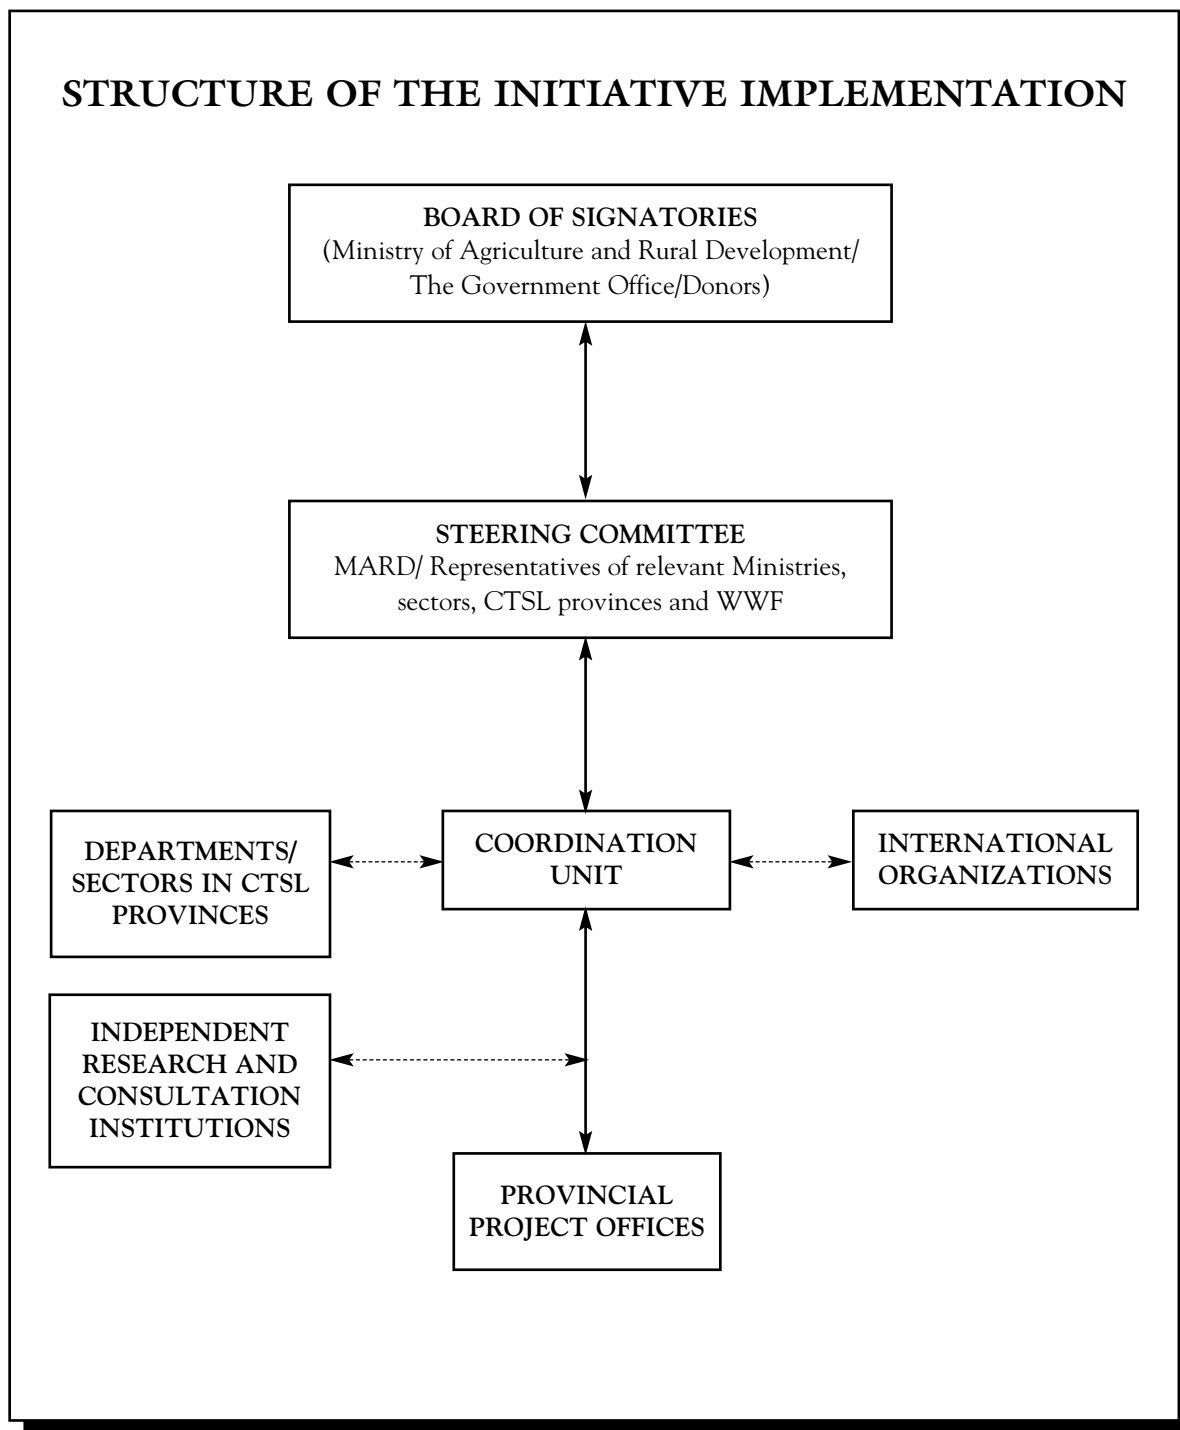 STRUCTURE OF THE INITIATIVE IMPLEMENTATION
BOARD OF SIGNATORIES
(Ministry of Agriculture and Rural Development/
The Government Office/Donors)
STEERING COMMITTEE
MARD/ Representatives of relevant Ministries,
sectors, CTSL provinces and WWF
DEPARTMENTS/
SECTORS IN CTSL
PROVINCES
COORDINATION
UNIT
INTERNATIONAL
ORGANIZATIONS
INDEPENDENT
RESEARCH AND
CONSULTATION
INSTITUTIONS
PROVINCIAL
PROJECT OFFICES